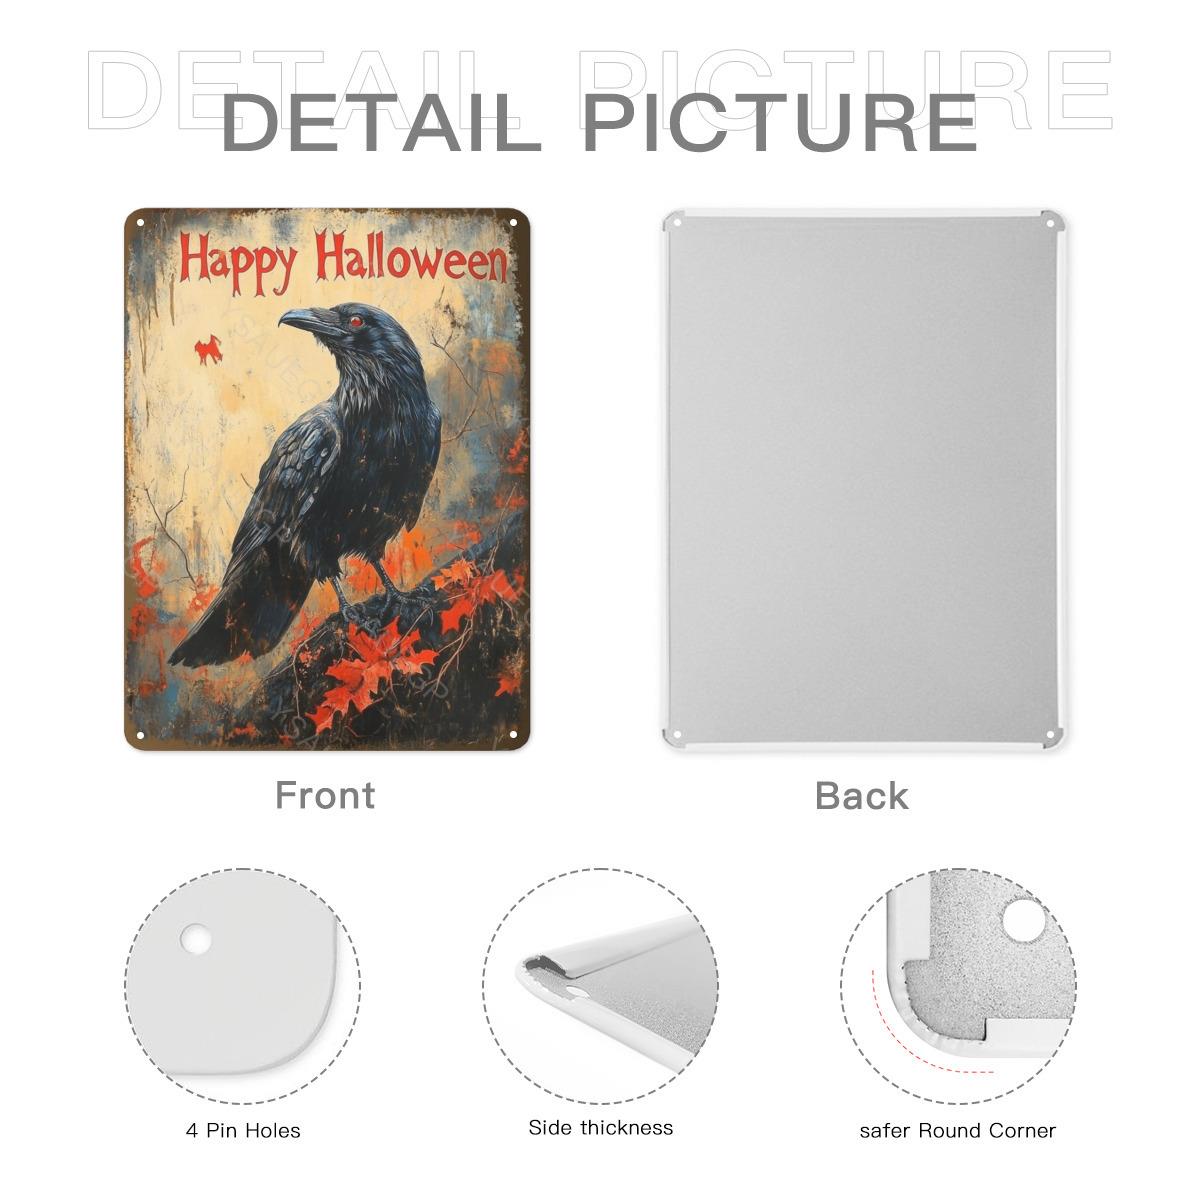 DETAIL PICTURE
DETAIL PICTURE
Happy Halloween
Front
Back
4 Pin Holes
Side thickness
safer Round Corner